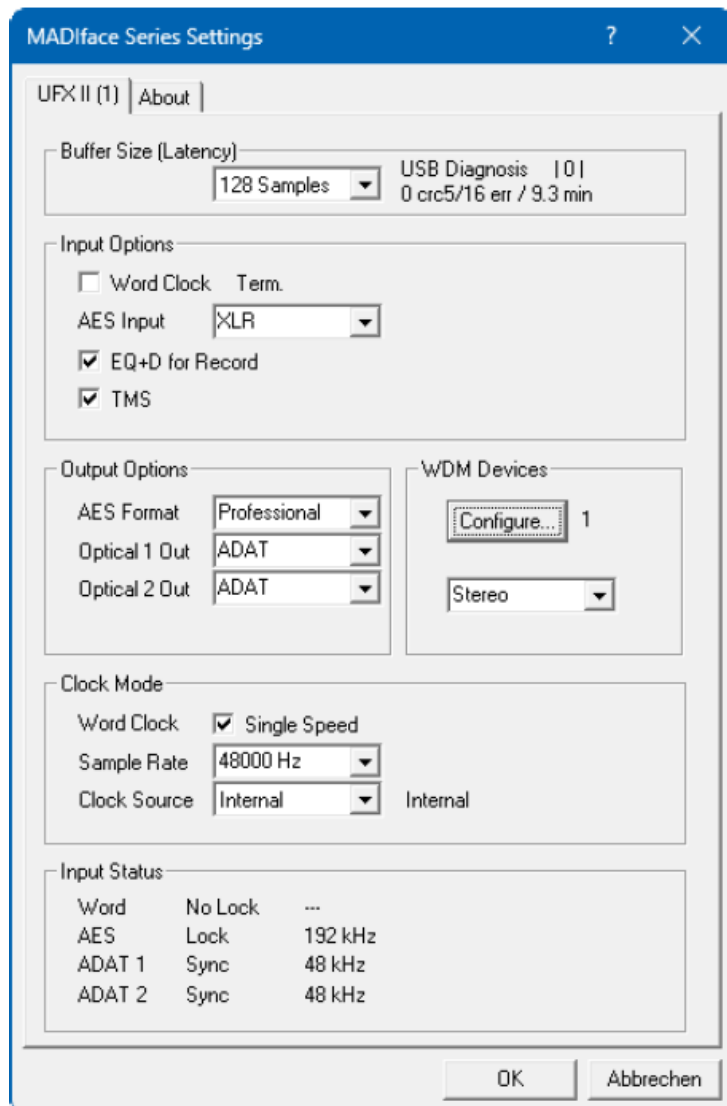 MADIface Series Settings ? ×
UFX II (1) About
Buffer Size (Latency)
128 Samples
USB Diagnosis |0|
0 crc5/16 err / 9.3 min
Input Options
Word Clock Term.
AES Input XLR
EQ+D for Record
TMS
Output Options
AES Format Professional
Optical 1 Out ADAT
Optical 2 Out ADAT
WDM Devices
Configure... 1
Stereo
Clock Mode
Word Clock Single Speed
Sample Rate 48000 Hz
Clock Source Internal Internal
Input Status
Word No Lock ---
AES Lock 192 kHz
ADAT 1 Sync 48 kHz
ADAT 2 Sync 48 kHz
OK Abbrechen